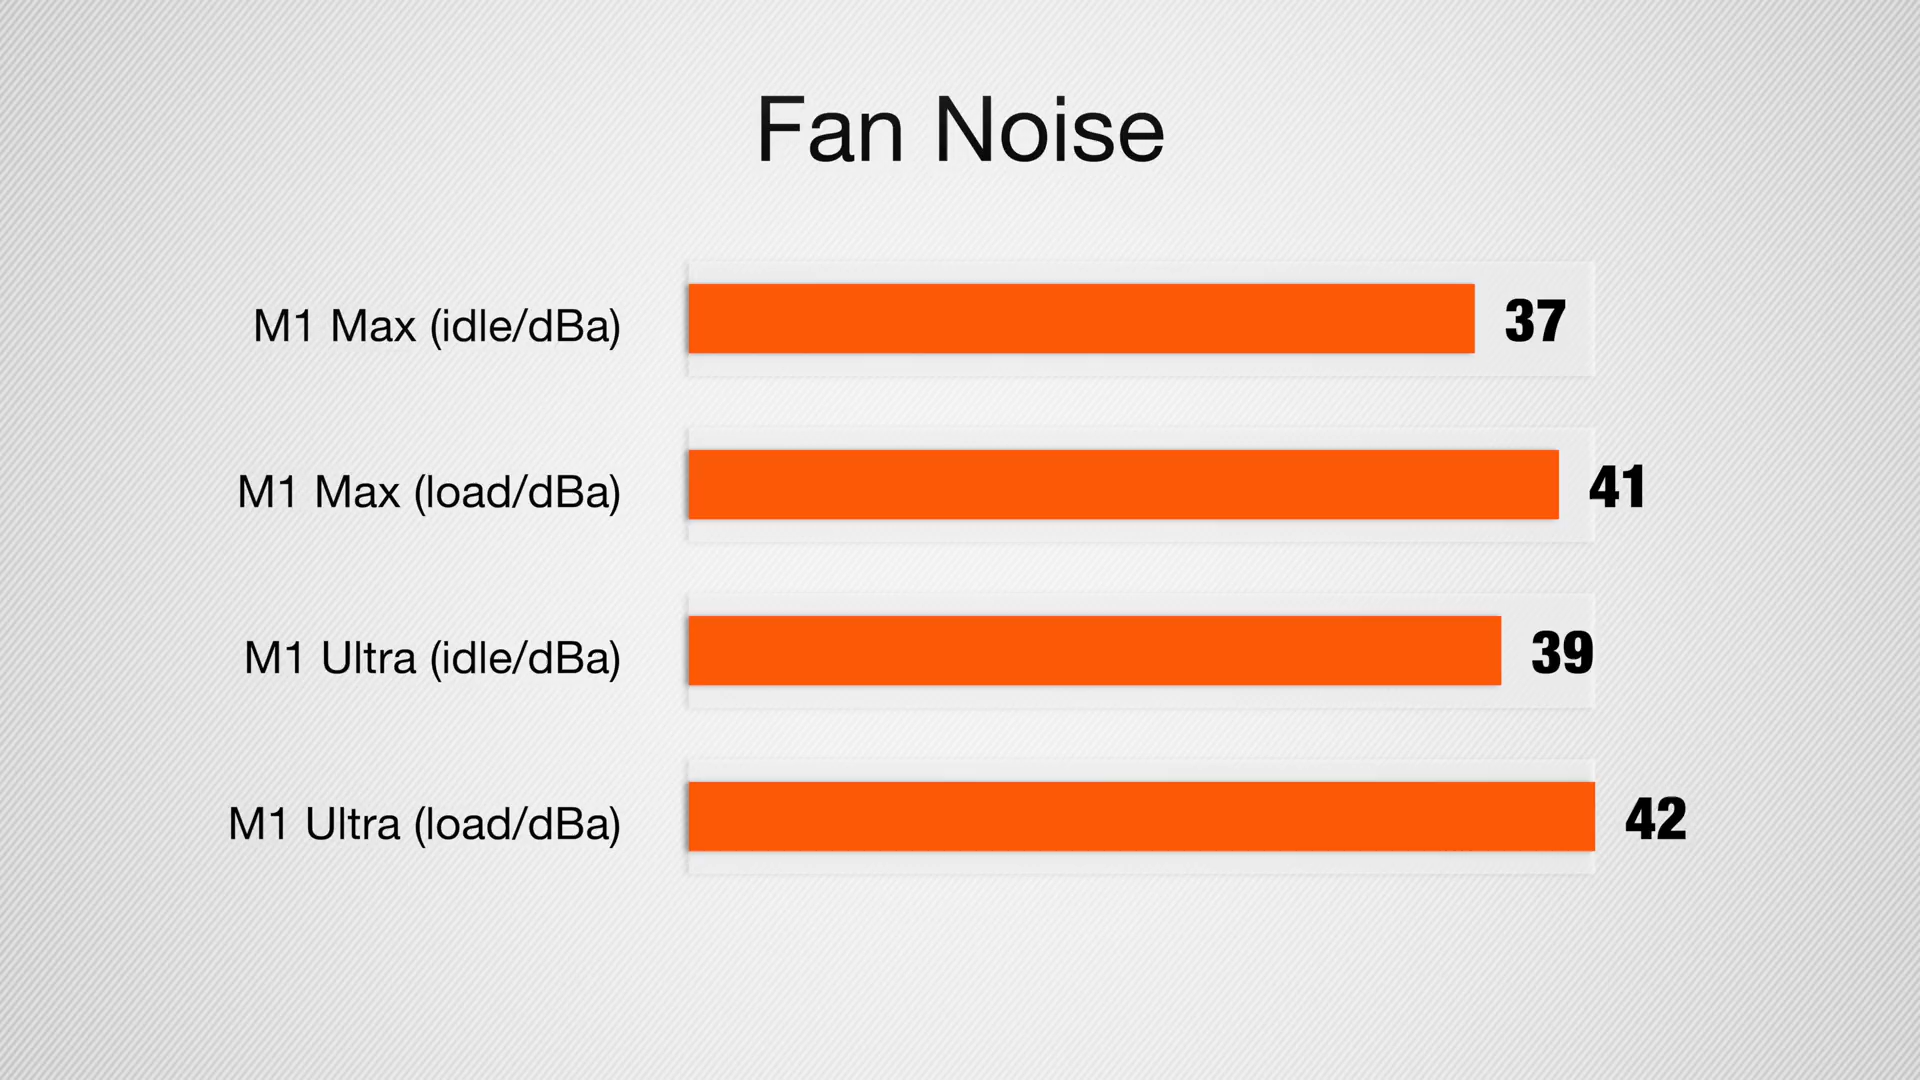 Fan Noise
M1 Max (idle/dBa) 37
M1 Max (load/dBa) 41
M1 Ultra (idle/dBa) 39
M1 Ultra (load/dBa) 42